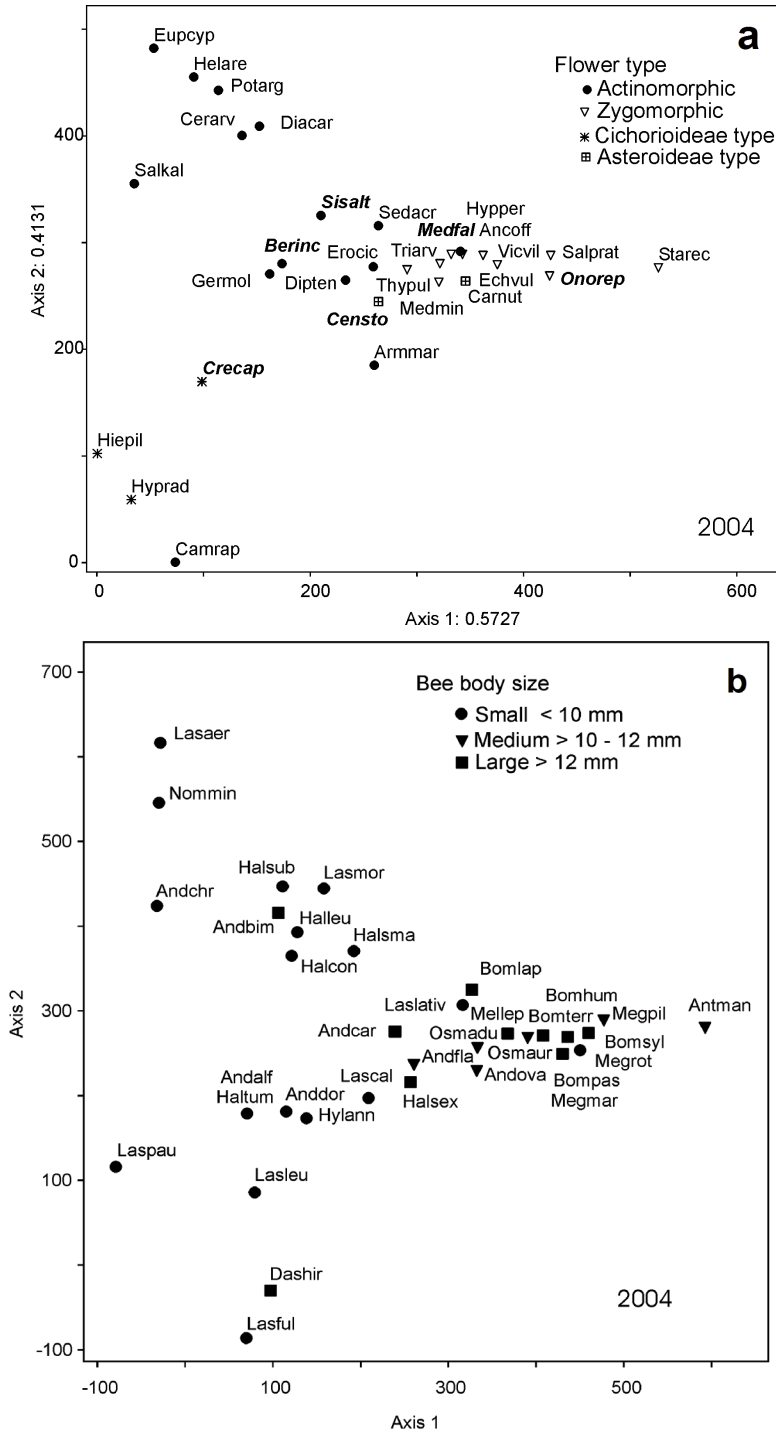 a
Eupcyp
Helare
Potarg
Cerarv
Diacar
Salkal
Flower type
Actinomorphic
Zygomorphic
Cichorioideae type
Asteroideae type
400
Sisalt
Sedacr
Hypper
Medfal
Ancoff
Berinc
Erocic
Triarv
Vicvil
Salprat
Starec
Germol
Dipten
Thypul
Echvul
Onorep
Carnut
Medmin
Censto
Armmar
200
Crecap
Hiepil
Hyprad
Camrap
2004
0
0
200
400
600
Axis 1: 0.5727
Axis 2: 0.4131
b
700
Bee body size
Small < 10 mm
Medium > 10 - 12 mm
Large > 12 mm
Lasaer
Nommin
500
Halsub
Lasmor
Andchr
Andbim
Halleu
Halsma
Halcon
Bomlap
300
Laslativ
Mellep
Bomhum
Bomterr
Megpil
Antman
Andcar
Osmadu
Andfla
Osmaur
Bomsyl
Megrot
Andova
Bompas
Megmar
Andalf
Haltum
Anddor
Lascal
Halsex
Hylann
Laspau
100
Lasleu
Dashir
Lasful
2004
-100
-100
100
300
500
Axis 1
Axis 2